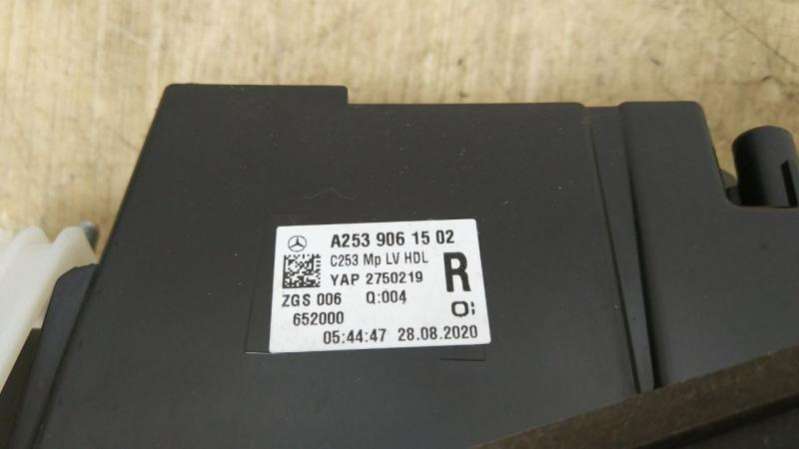 A253 906 15 02
C253 Mp LV HDL
YAP 2750219
R
ZGS 006 Q:004
652000
05:44:47 28.08.2020